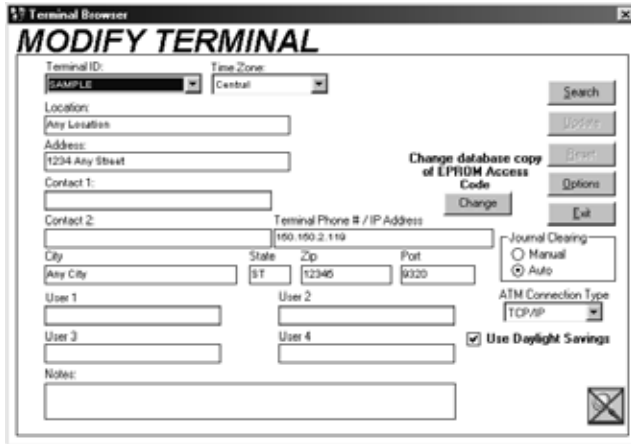 Terminal Browser
MODIFY TERMINAL
Terminal ID: Time Zone:
SAMPLE Central
Search
Location:
Any Location
Update
Address:
1234 Any Street
Reset
Change database copy
of EPROM Access
Code
Contact 1:
Options
Change
Exit
Contact 2: Terminal Phone # / IP Address
150.150.2.119
Journal Clearing
Manual
Auto
City State Zip Port
Any City ST 12345 9320
User 1 User 2
ATM Connection Type
TCP/IP
User 3 User 4
Use Daylight Savings
Notes: